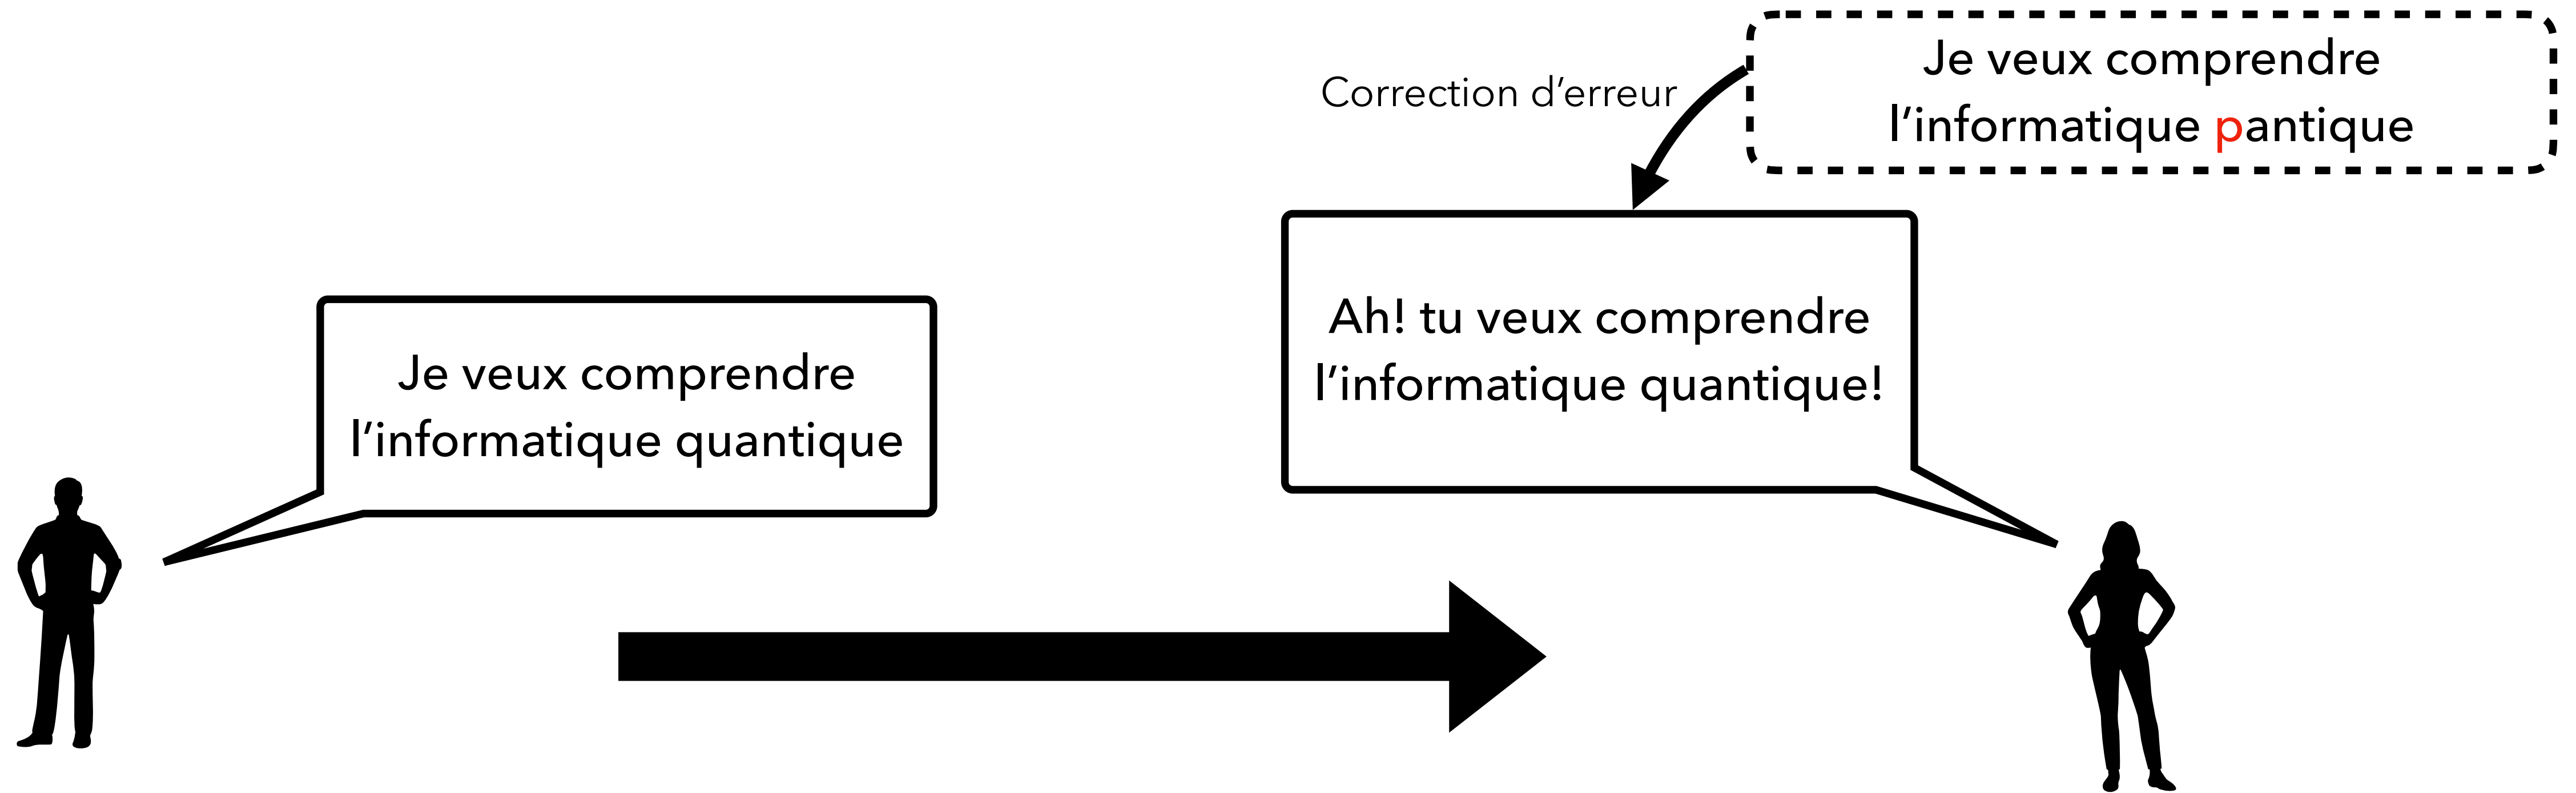 Je veux comprendre
l'informatique pantique
Correction d'erreur
Ah! tu veux comprendre
l'informatique quantique!
Je veux comprendre
l'informatique quantique